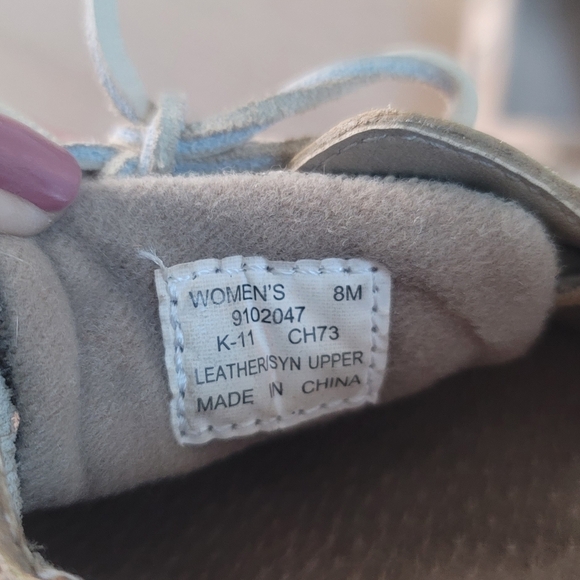 WOMEN'S 8M
9102047
K-11 CH73
LEATHER/SYN UPPER
MADE IN CHINA